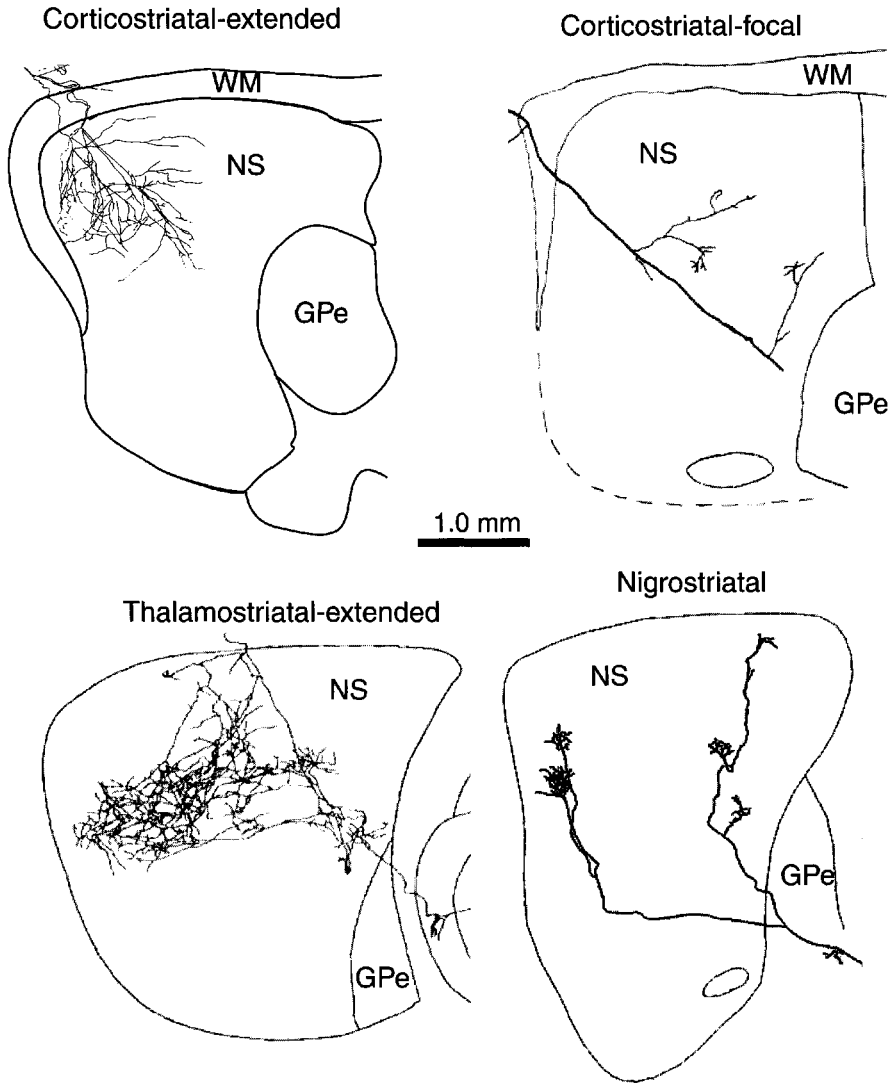 Corticostriatal-extended
Corticostriatal-focal
WM
WM
NS
NS
GPe
GPe
1.0 mm
Thalamostriatal-extended
Nigrostriatal
NS
NS
GPe
GPe